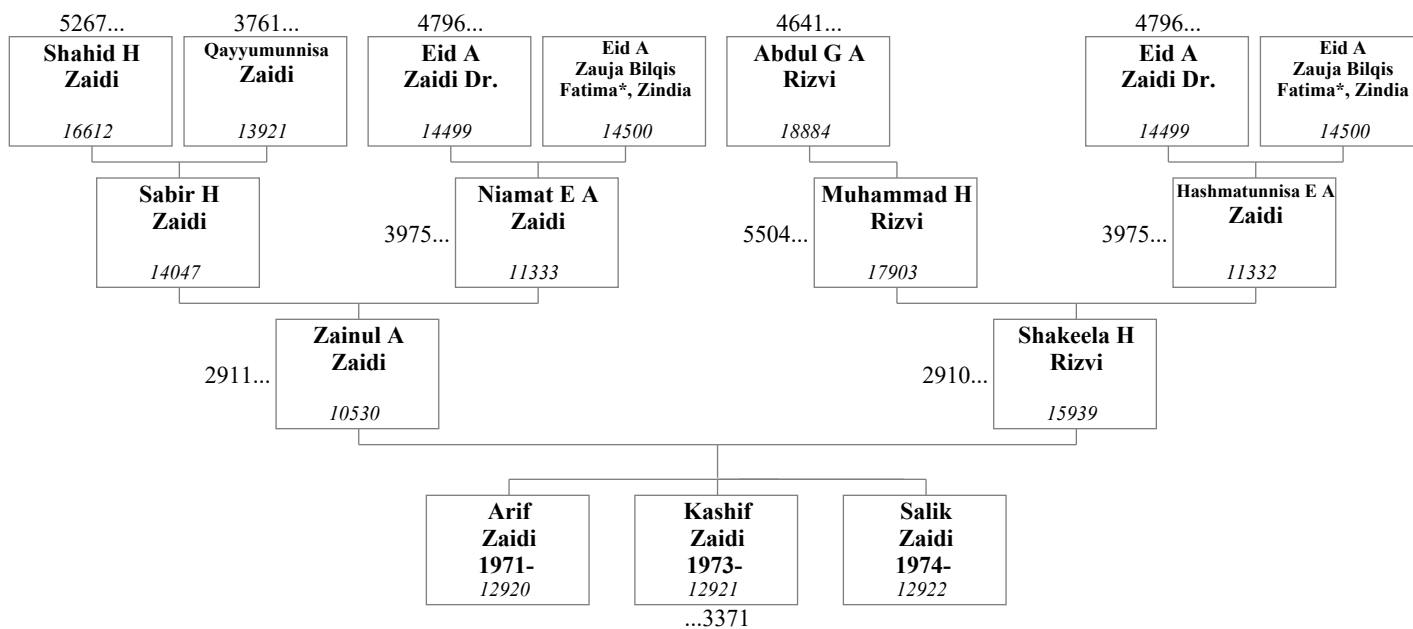 5267... 3761... 4796... 4641... 4796...
Shahid H
Zaidi
16612
Qayyumunnisa
Zaidi
13921
Eid A
Zaidi Dr.
14499
Eid A
Zauja Bilqis
Fatima*, Zindia
14500
Abdul G A
Rizvi
18884
Eid A
Zaidi Dr.
14499
Eid A
Zauja Bilqis
Fatima*, Zindia
14500
Sabir H
Zaidi
14047
3975...
Niamat E A
Zaidi
11333
5504...
Muhammad H
Rizvi
17903
3975...
Hashmatunnisa E A
Zaidi
11332
2911...
Zainul A
Zaidi
10530
2910...
Shakeela H
Rizvi
15939
Arif
Zaidi
1971-
12920
Kashif
Zaidi
1973-
12921
...3371
Salik
Zaidi
1974-
12922